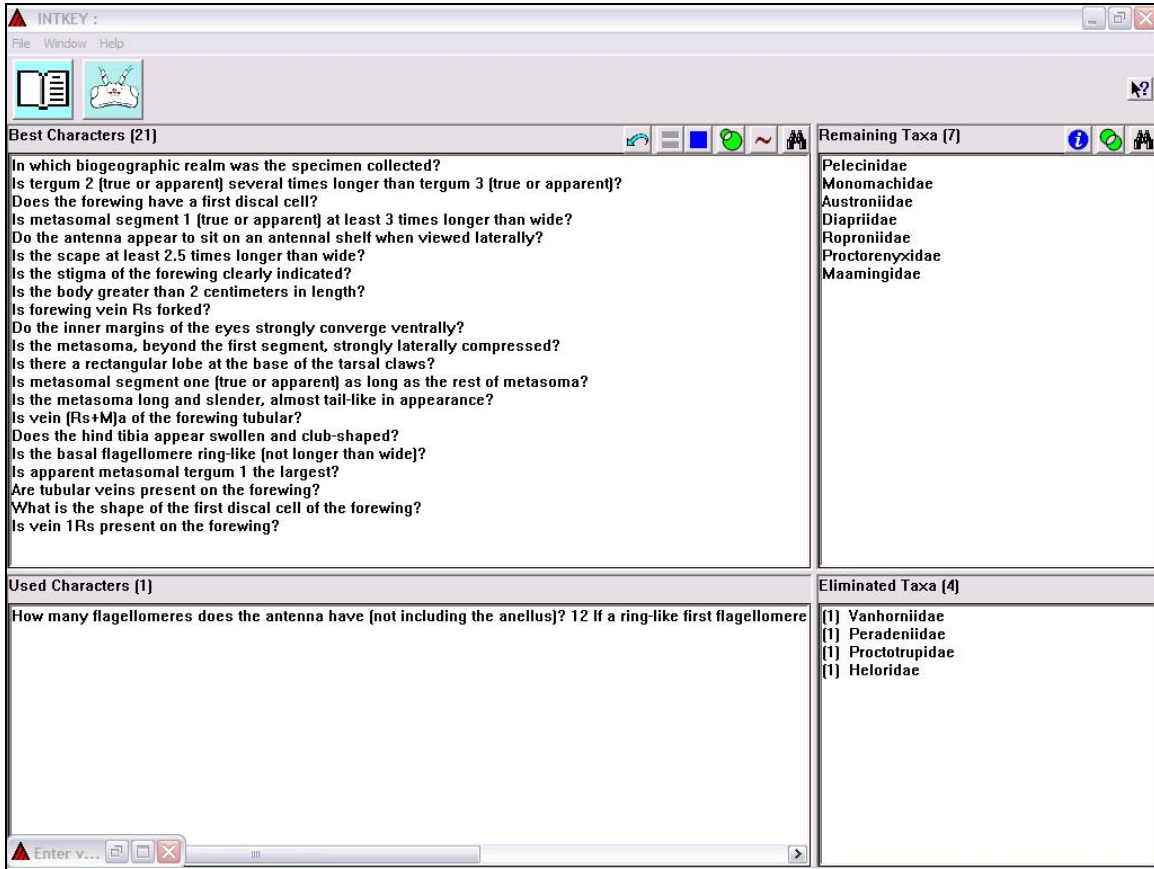 INTKEY :
File Window Help
Best Characters (21)
In which biogeographic realm was the specimen collected?
Is tergum 2 (true or apparent) several times longer than tergum 3 (true or apparent)?
Does the forewing have a first discal cell?
Is metasomal segment 1 (true or apparent) at least 3 times longer than wide?
Do the antenna appear to sit on an antennal shelf when viewed laterally?
Is the scape at least 2.5 times longer than wide?
Is the stigma of the forewing clearly indicated?
Is the body greater than 2 centimeters in length?
Is forewing vein Rs forked?
Do the inner margins of the eyes strongly converge ventrally?
Is the metasoma, beyond the first segment, strongly laterally compressed?
Is there a rectangular lobe at the base of the tarsal claws?
Is metasomal segment one (true or apparent) as long as the rest of metasoma?
Is the metasoma long and slender, almost tail-like in appearance?
Is vein (Rs+M)a of the forewing tubular?
Does the hind tibia appear swollen and club-shaped?
Is the basal flagellomere ring-like (not longer than wide)?
Is apparent metasomal tergum 1 the largest?
Are tubular veins present on the forewing?
What is the shape of the first discal cell of the forewing?
Is vein 1Rs present on the forewing?
Remaining Taxa (7)
Pelecinidae
Monomachidae
Austroniidae
Diapriidae
Roproniidae
Proctorenyxidae
Maamingidae
Used Characters (1)
How many flagellomeres does the antenna have (not including the anellus)? 12 If a ring-like first flagellomere
Eliminated Taxa (4)
(1) Vanhorniidae
(1) Peradeniidae
(1) Proctotrupidae
(1) Heloridae
Enter v...